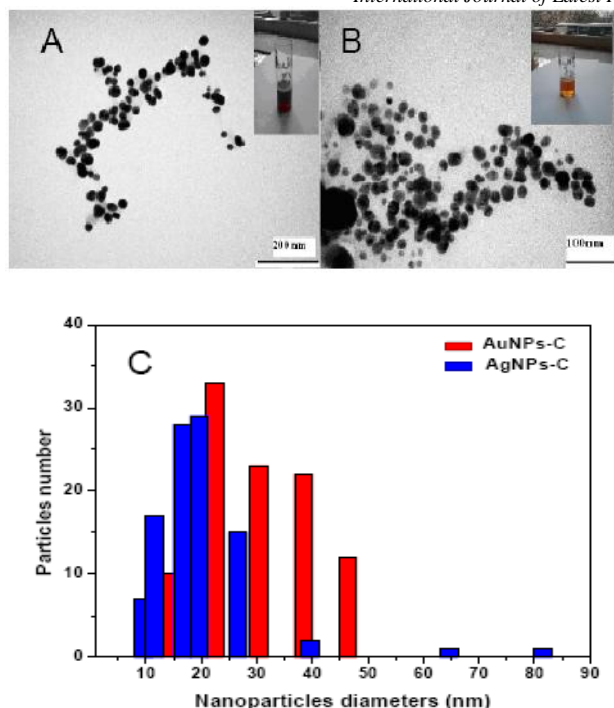 International Journal of Latest
A
B
200 nm
100nm
C
AuNPs-C
AgNPs-C
Particles number
40
30
20
10
0
10 20 30 40 50 60 70 80 90
Nanoparticles diameters (nm)